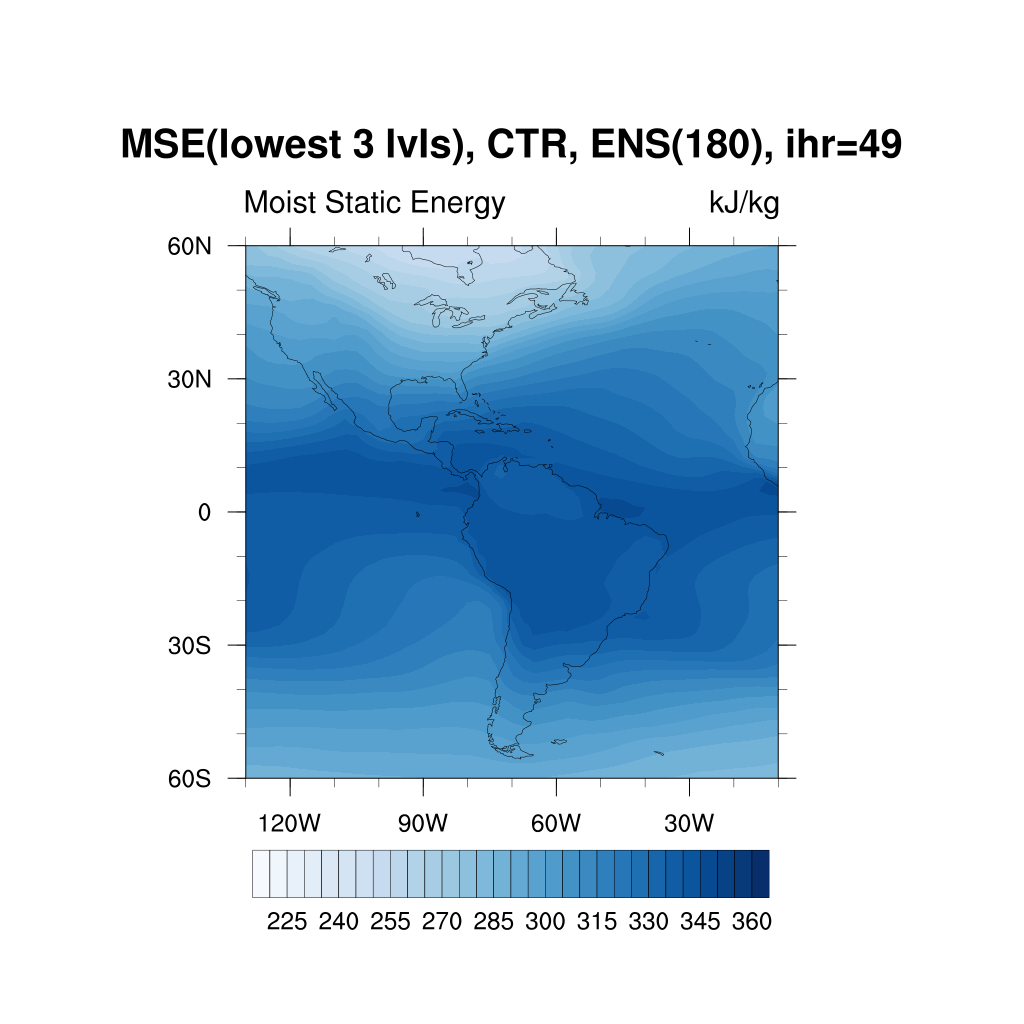 MSE(lowest 3 lvls), CTR, ENS(180), ihr=49
Moist Static Energy kJ/kg
60N
30N
0
30S
60S
120W 90W 60W 30W
225 240 255 270 285 300 315 330 345 360